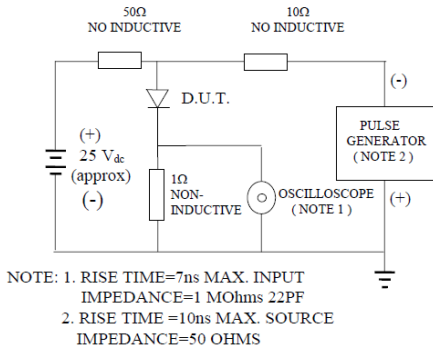 50Ω
NO INDUCTIVE
10Ω
NO INDUCTIVE
D.U.T.
(-)
PULSE
GENERATOR
( NOTE 2 )
(+)
25 Vdc
(approx)
(-)
1Ω
NON-
INDUCTIVE
OSCILLOSCOPE
( NOTE 1 )
(+)
NOTE: 1. RISE TIME=7ns MAX. INPUT
IMPEDANCE=1 MOhms 22PF
2. RISE TIME =10ns MAX. SOURCE
IMPEDANCE=50 OHMS